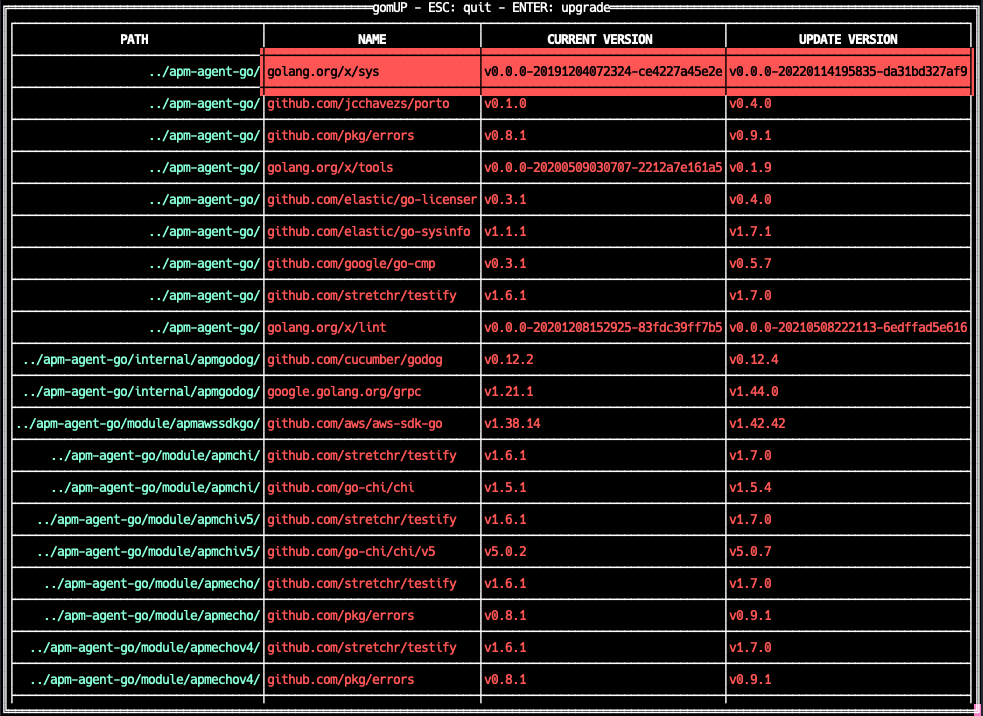 gomUP - ESC: quit - ENTER: upgrade
PATH NAME CURRENT VERSION UPDATE VERSION
../apm-agent-go/ golang.org/x/sys v0.0.0-20191204072324-ce4227a45e2e v0.0.0-20220114195835-da31bd327af9
../apm-agent-go/ github.com/jcchavezs/porto v0.1.0 v0.4.0
../apm-agent-go/ github.com/pkg/errors v0.8.1 v0.9.1
../apm-agent-go/ golang.org/x/tools v0.0.0-20200509030707-2212a7e161a5 v0.1.9
../apm-agent-go/ github.com/elastic/go-licenser v0.3.1 v0.4.0
../apm-agent-go/ github.com/elastic/go-sysinfo v1.1.1 v1.7.1
../apm-agent-go/ github.com/google/go-cmp v0.3.1 v0.5.7
../apm-agent-go/ github.com/stretchr/testify v1.6.1 v1.7.0
../apm-agent-go/ golang.org/x/lint v0.0.0-20201208152925-83fdc39ff7b5 v0.0.0-20210508222113-6edffad5e616
../apm-agent-go/internal/apmgodog/ github.com/cucumber/godog v0.12.2 v0.12.4
../apm-agent-go/internal/apmgodog/ google.golang.org/grpc v1.21.1 v1.44.0
../apm-agent-go/module/apmawssdkgo/ github.com/aws/aws-sdk-go v1.38.14 v1.42.42
../apm-agent-go/module/apmchi/ github.com/stretchr/testify v1.6.1 v1.7.0
../apm-agent-go/module/apmchi/ github.com/go-chi/chi v1.5.1 v1.5.4
../apm-agent-go/module/apmchiv5/ github.com/stretchr/testify v1.6.1 v1.7.0
../apm-agent-go/module/apmchiv5/ github.com/go-chi/chi/v5 v5.0.2 v5.0.7
../apm-agent-go/module/apmecho/ github.com/stretchr/testify v1.6.1 v1.7.0
../apm-agent-go/module/apmecho/ github.com/pkg/errors v0.8.1 v0.9.1
../apm-agent-go/module/apmechov4/ github.com/stretchr/testify v1.6.1 v1.7.0
../apm-agent-go/module/apmechov4/ github.com/pkg/errors v0.8.1 v0.9.1